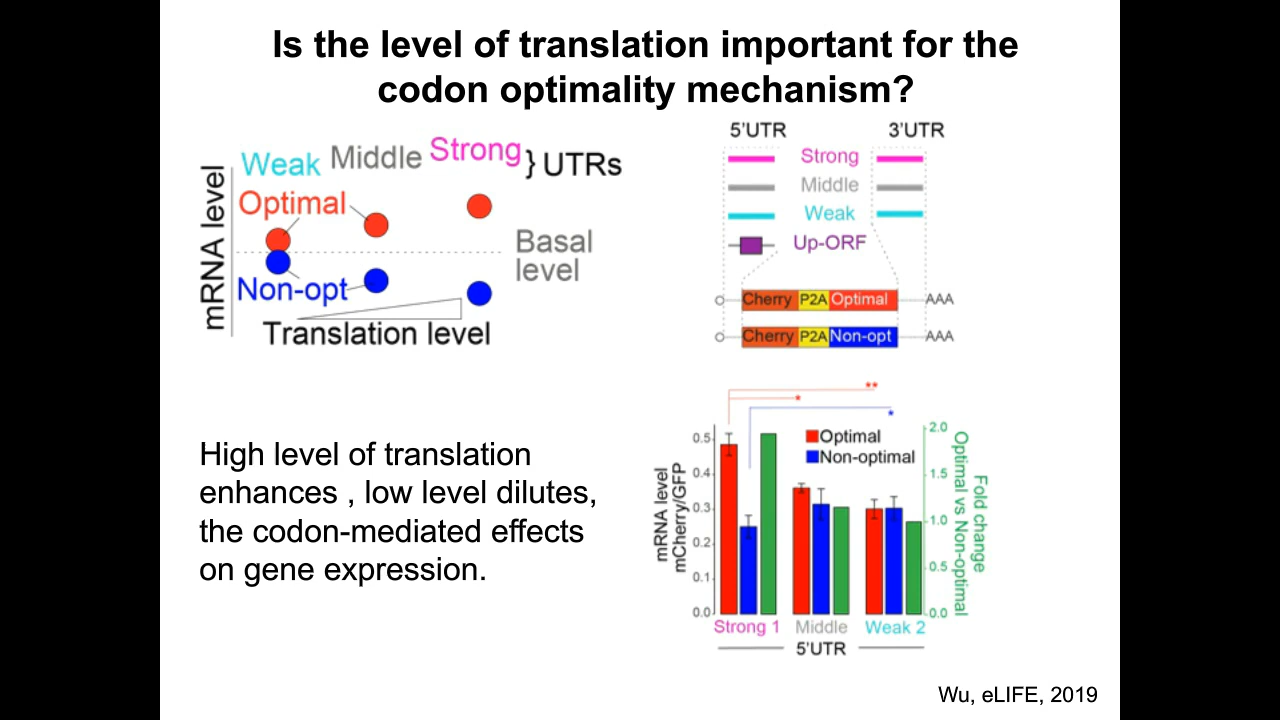 Is the level of translation important for the
codon optimality mechanism?
Weak Middle Strong } UTRs
Optimal
Non-opt
Basal
level
mRNA level
Translation level
5'UTR 3'UTR
Strong
Middle
Weak
Up-ORF
Cherry P2A Optimal AAA
Cherry P2A Non-opt AAA
High level of translation
enhances , low level dilutes,
the codon-mediated effects
on gene expression.
** 
*
*
Optimal
Non-optimal
mRNA level
mCherry/GFP
0.5
0.4
0.3
0.2
0.1
0.0
2.0
1.5
1.0
0.5
0.0
Fold change
Optimal vs Non-optimal
Strong 1 Middle Weak 2
5'UTR
Wu, eLIFE, 2019